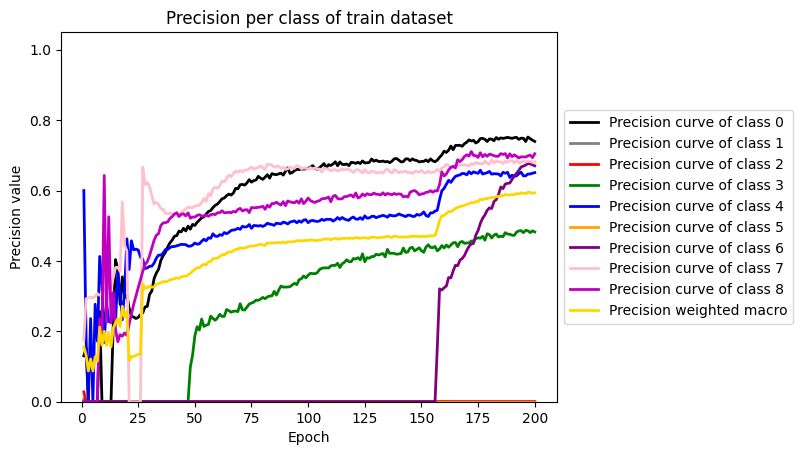 Precision per class of train dataset
Precision value
1.0
0.8
0.6
0.4
0.2
0.0
0
25
50
75
100
125
150
175
200
Epoch
Precision curve of class 0
Precision curve of class 1
Precision curve of class 2
Precision curve of class 3
Precision curve of class 4
Precision curve of class 5
Precision curve of class 6
Precision curve of class 7
Precision curve of class 8
Precision weighted macro